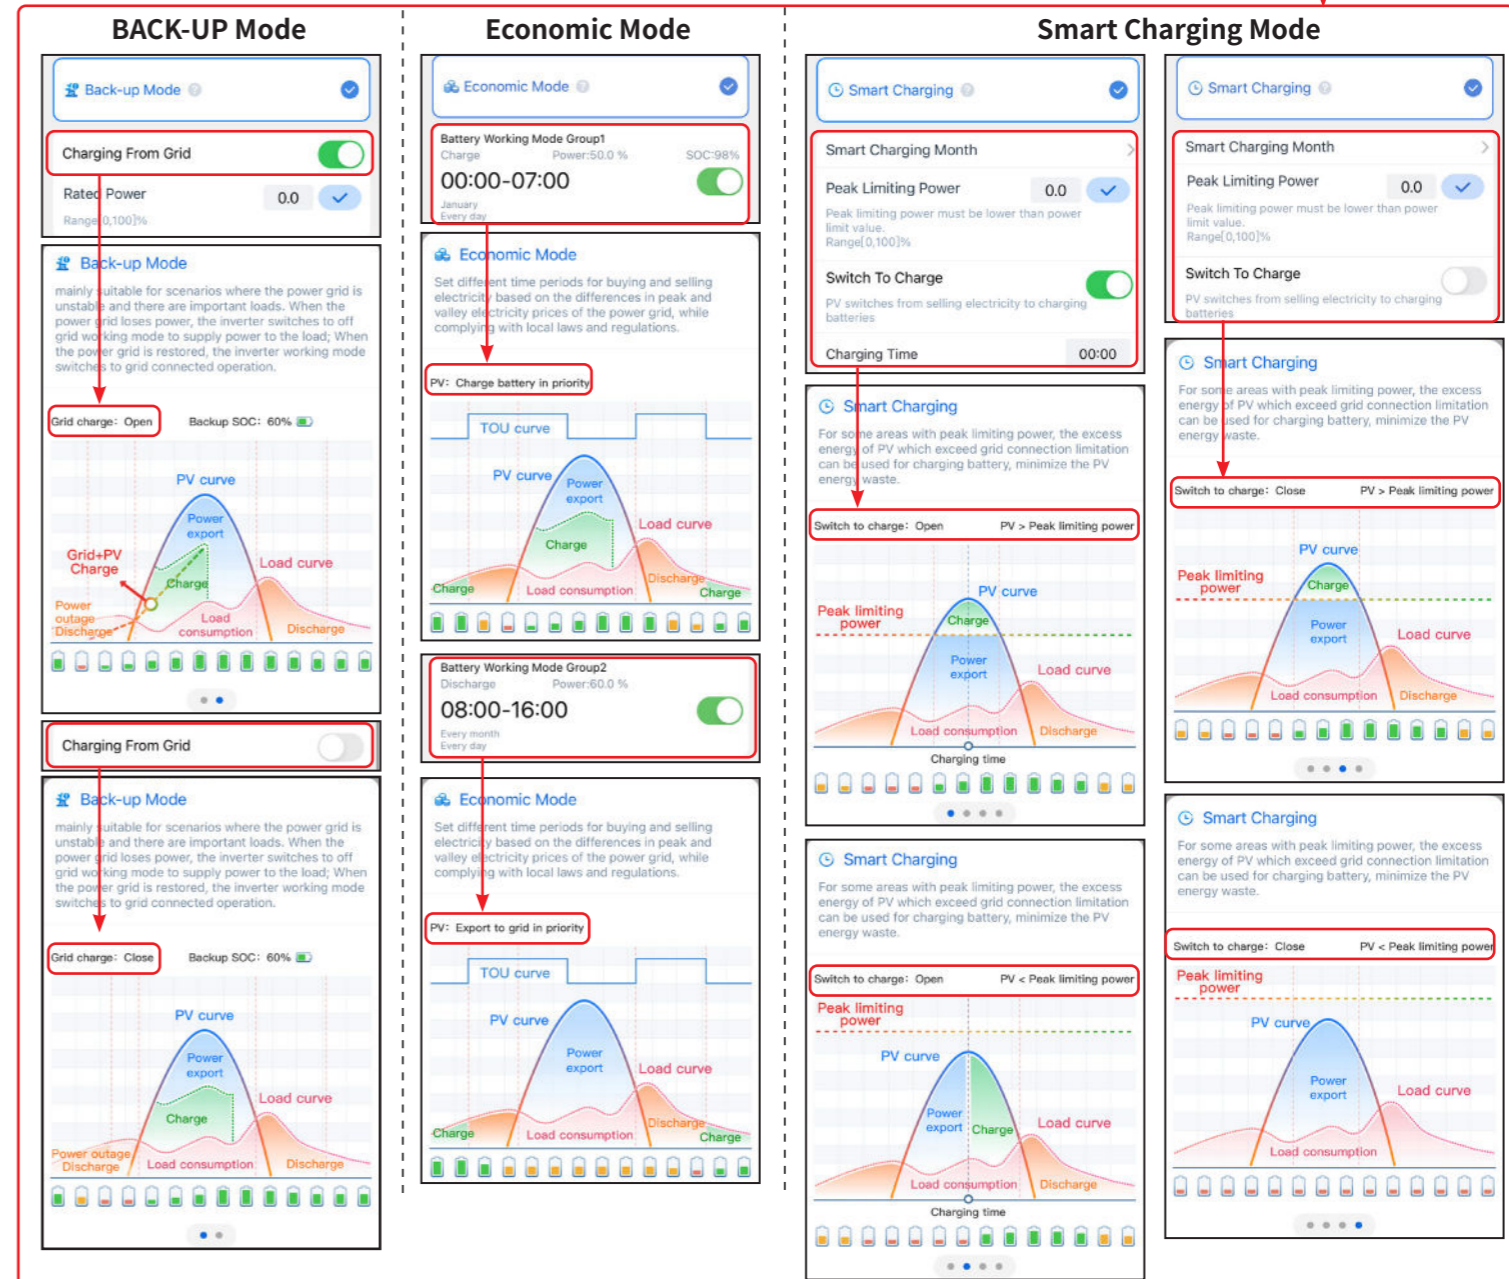 BACK-UP Mode
Back-up Mode
Charging From Grid
Rated Power
0.0
Range[0,100]%
Back-up Mode
mainly suitable for scenarios where the power grid is
unstable and there are important loads. When the
power grid loses power, the inverter switches to off
grid working mode to supply power to the load; When
the power grid is restored, the inverter working mode
switches to grid connected operation.
Grid charge: Open
Backup SOC: 60%
PV curve
Power
export
Grid+PV
Charge
Load curve
Charge
Power
outage
Discharge
Load
consumption
Discharge
Charging From Grid
Back-up Mode
mainly suitable for scenarios where the power grid is
unstable and there are important loads. When the
power grid loses power, the inverter switches to off
grid working mode to supply power to the load; When
the power grid is restored, the inverter working mode
switches to grid connected operation.
Grid charge: Close
Backup SOC: 60%
PV curve
Power
export
Load curve
Charge
Power outage
Discharge
Load consumption
Discharge
Economic Mode
Economic Mode
Battery Working Mode Group1
Charge
Power:50.0 %
SOC:98%
00:00-07:00
January
Every day
Economic Mode
Set different time periods for buying and selling
electricity based on the differences in peak and
valley electricity prices of the power grid, while
complying with local laws and regulations.
PV: Charge battery in priority
TOU curve
PV curve
Power
export
Load curve
Charge
Discharge
Charge
Load consumption
Charge
Battery Working Mode Group2
Discharge
Power:60.0 %
08:00-16:00
Every month
Every day
Economic Mode
Set different time periods for buying and selling
electricity based on the differences in peak and
valley electricity prices of the power grid, while
complying with local laws and regulations.
PV: Export to grid in priority
TOU curve
PV curve
Power
export
Load curve
Discharge
Charge
Load consumption
Charge
Smart Charging Mode
Smart Charging
Smart Charging Month
Peak Limiting Power
0.0
Peak limiting power must be lower than power
limit value.
Range[0,100]%
Switch To Charge
PV switches from selling electricity to charging
batteries
Charging Time
00:00
Smart Charging
For some areas with peak limiting power, the excess
energy of PV which exceed grid connection limitation
can be used for charging battery, minimize the PV
energy waste.
Switch to charge: Open
PV > Peak limiting power
PV curve
Peak limiting
power
Charge
Power
export
Load curve
Load consumption
Discharge
Charging time
Smart Charging
For some areas with peak limiting power, the excess
energy of PV which exceed grid connection limitation
can be used for charging battery, minimize the PV
energy waste.
Switch to charge: Open
PV < Peak limiting power
Peak limiting
power
PV curve
Power
export
Charge
Load curve
Load consumption
Discharge
Charging time
Smart Charging
Smart Charging Month
Peak Limiting Power
0.0
Peak limiting power must be lower than power
limit value.
Range[0,100]%
Switch To Charge
PV switches from selling electricity to charging
batteries
Smart Charging
For some areas with peak limiting power, the excess
energy of PV which exceed grid connection limitation
can be used for charging battery, minimize the PV
energy waste.
Switch to charge: Close
PV > Peak limiting power
PV curve
Peak limiting
power
Charge
Power
export
Load curve
Load consumption
Discharge
Smart Charging
For some areas with peak limiting power, the excess
energy of PV which exceed grid connection limitation
can be used for charging battery, minimize the PV
energy waste.
Switch to charge: Close
PV < Peak limiting power
Peak limiting
power
PV curve
Power
export
Load curve
Load consumption